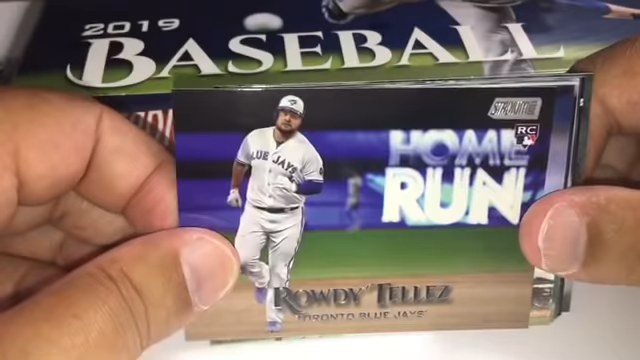 2019
BASEBALL
STADIUM
RC
HOME
RUN
BLUE JAYS
ROWDY TELLEZ
TORONTO BLUE JAYS